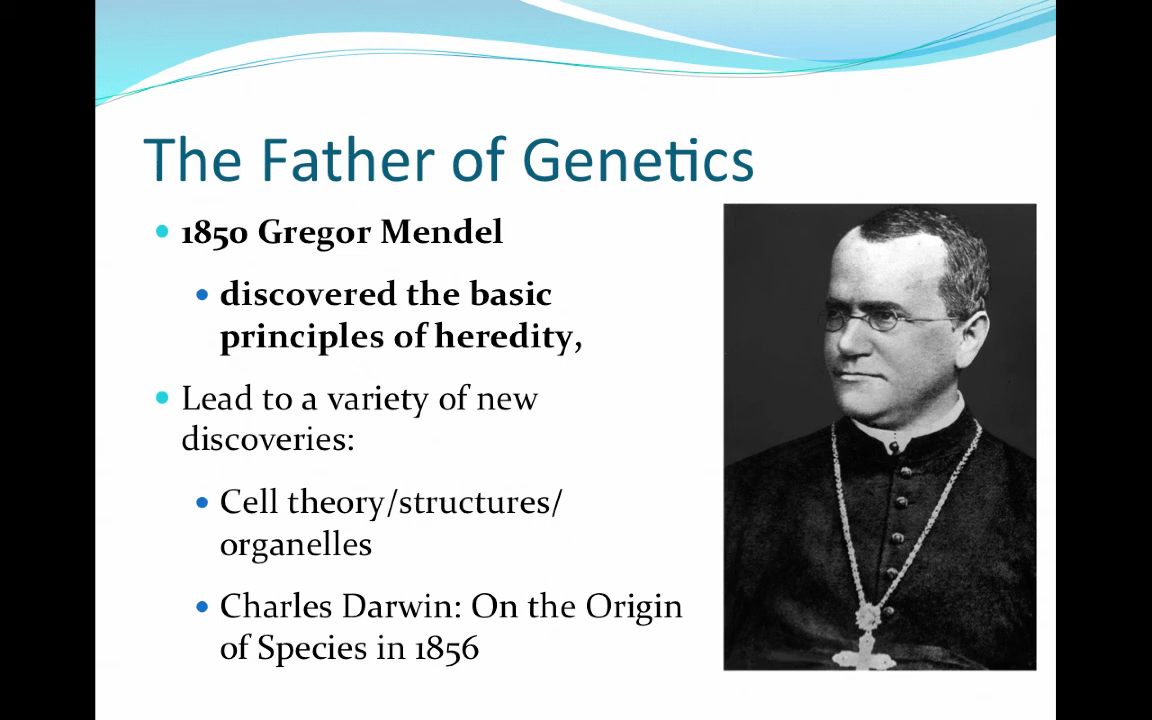 The Father of Genetics
• 1850 Gregor Mendel
• discovered the basic
principles of heredity,
• Lead to a variety of new
discoveries:
• Cell theory/structures/
organelles
• Charles Darwin: On the Origin
of Species in 1856